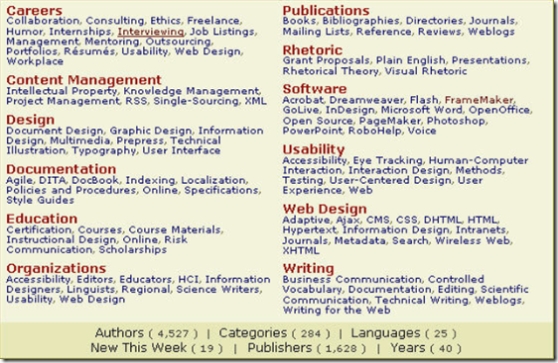 Careers
Collaboration, Consulting, Ethics, Freelance,
Humor, Internships, Interviewing, Job Listings,
Management, Mentoring, Outsourcing,
Portfolios, Résumés, Usability, Web Design,
Workplace
Content Management
Intellectual Property, Knowledge Management,
Project Management, RSS, Single-Sourcing, XML
Design
Document Design, Graphic Design, Information
Design, Multimedia, Prepress, Technical
Illustration, Typography, User Interface
Documentation
Agile, DITA, DocBook, Indexing, Localization,
Policies and Procedures, Online, Specifications,
Style Guides
Education
Certification, Courses, Course Materials,
Instructional Design, Online, Risk
Communication, Scholarships
Organizations
Accessibility, Editors, Educators, HCI, Information
Designers, Linguists, Regional, Science Writers,
Usability, Web Design
Publications
Books, Bibliographies, Directories, Journals,
Mailing Lists, Reference, Reviews, Weblogs
Rhetoric
Grant Proposals, Plain English, Presentations,
Rhetorical Theory, Visual Rhetoric
Software
Acrobat, Dreamweaver, Flash, FrameMaker,
GoLive, InDesign, Microsoft Word, OpenOffice,
Open Source, PageMaker, Photoshop,
PowerPoint, RoboHelp, Voice
Usability
Accessibility, Eye Tracking, Human-Computer
Interaction, Interaction Design, Methods,
Testing, User-Centered Design, User
Experience, Web
Web Design
Adaptive, Ajax, CMS, CSS, DHTML, HTML,
Hypertext, Information Design, Intranets,
Journals, Metadata, Search, Wireless Web,
XHTML
Writing
Business Communication, Controlled
Vocabulary, Documentation, Editing, Scientific
Communication, Technical Writing, Weblogs,
Writing for the Web
Authors ( 4,527 ) | Categories ( 284 ) | Languages ( 25 )
New This Week ( 19 ) | Publishers ( 1,628 ) | Years ( 40 )